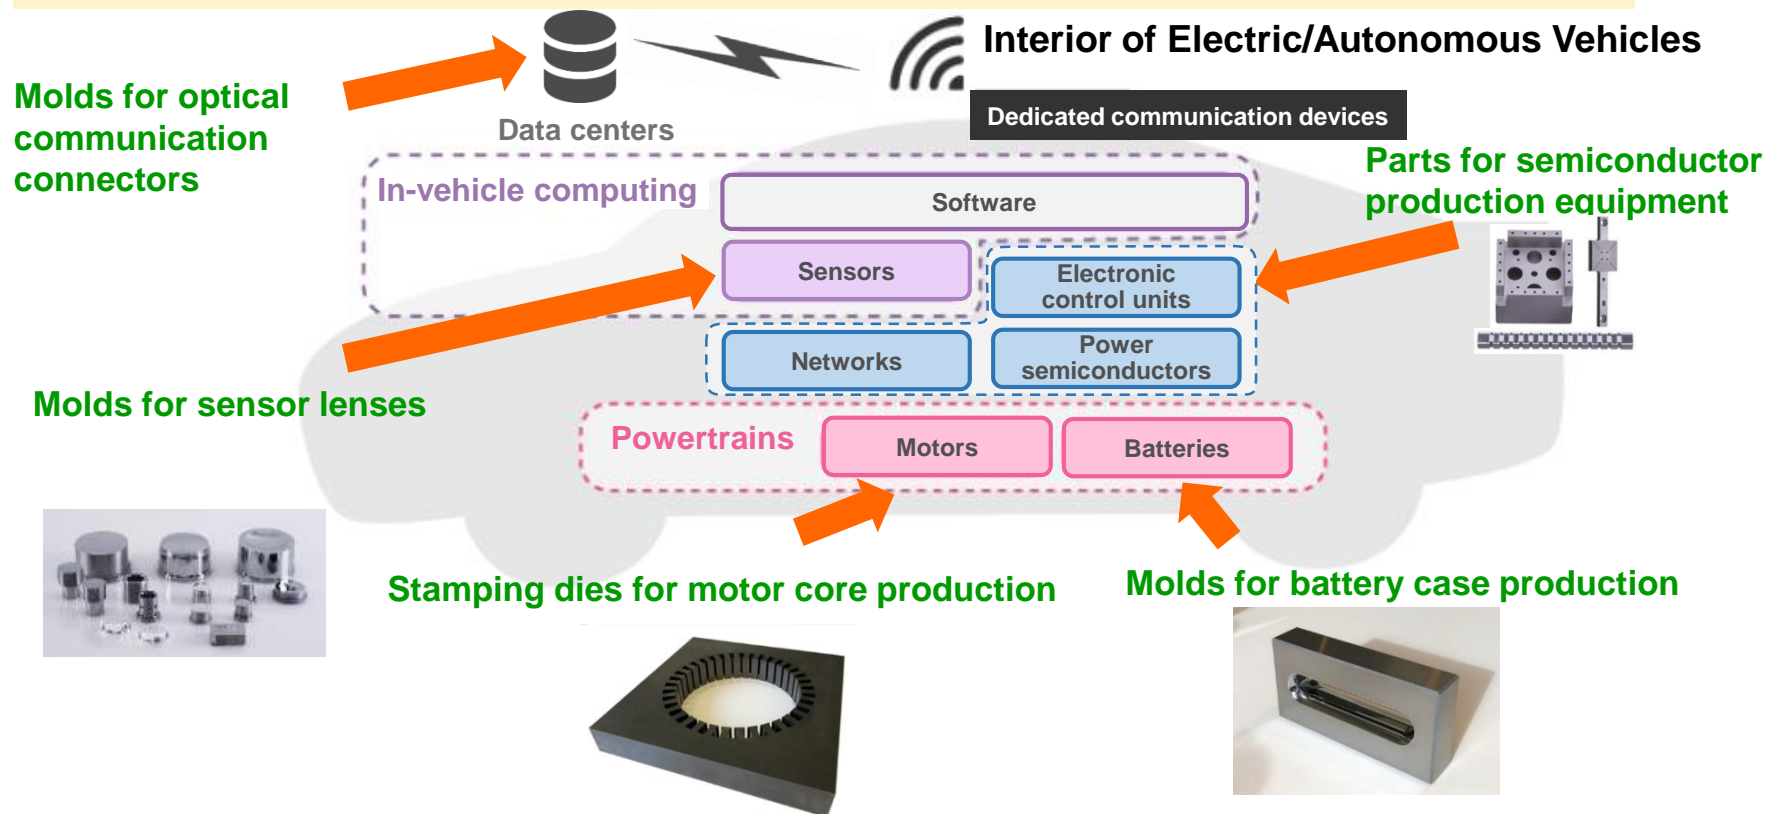 Interior of Electric/Autonomous Vehicles
Molds for optical
communication
connectors
Data centers
Dedicated communication devices
Parts for semiconductor
production equipment
In-vehicle computing
Software
Sensors
Electronic
control units
Networks
Power
semiconductors
Molds for sensor lenses
Powertrains
Motors
Batteries
Stamping dies for motor core production
Molds for battery case production